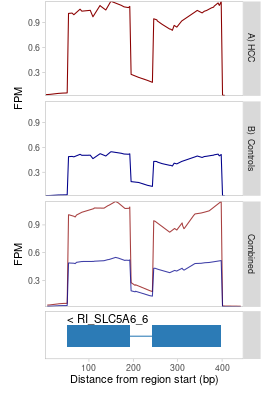 0.9
0.6
0.3
FPM
A) HCC
0.9
0.6
0.3
B) Controls
0.9
0.6
0.3
FPM
Combined
< RI_SLC5A6_6
100 200 300 400
Distance from region start (bp)